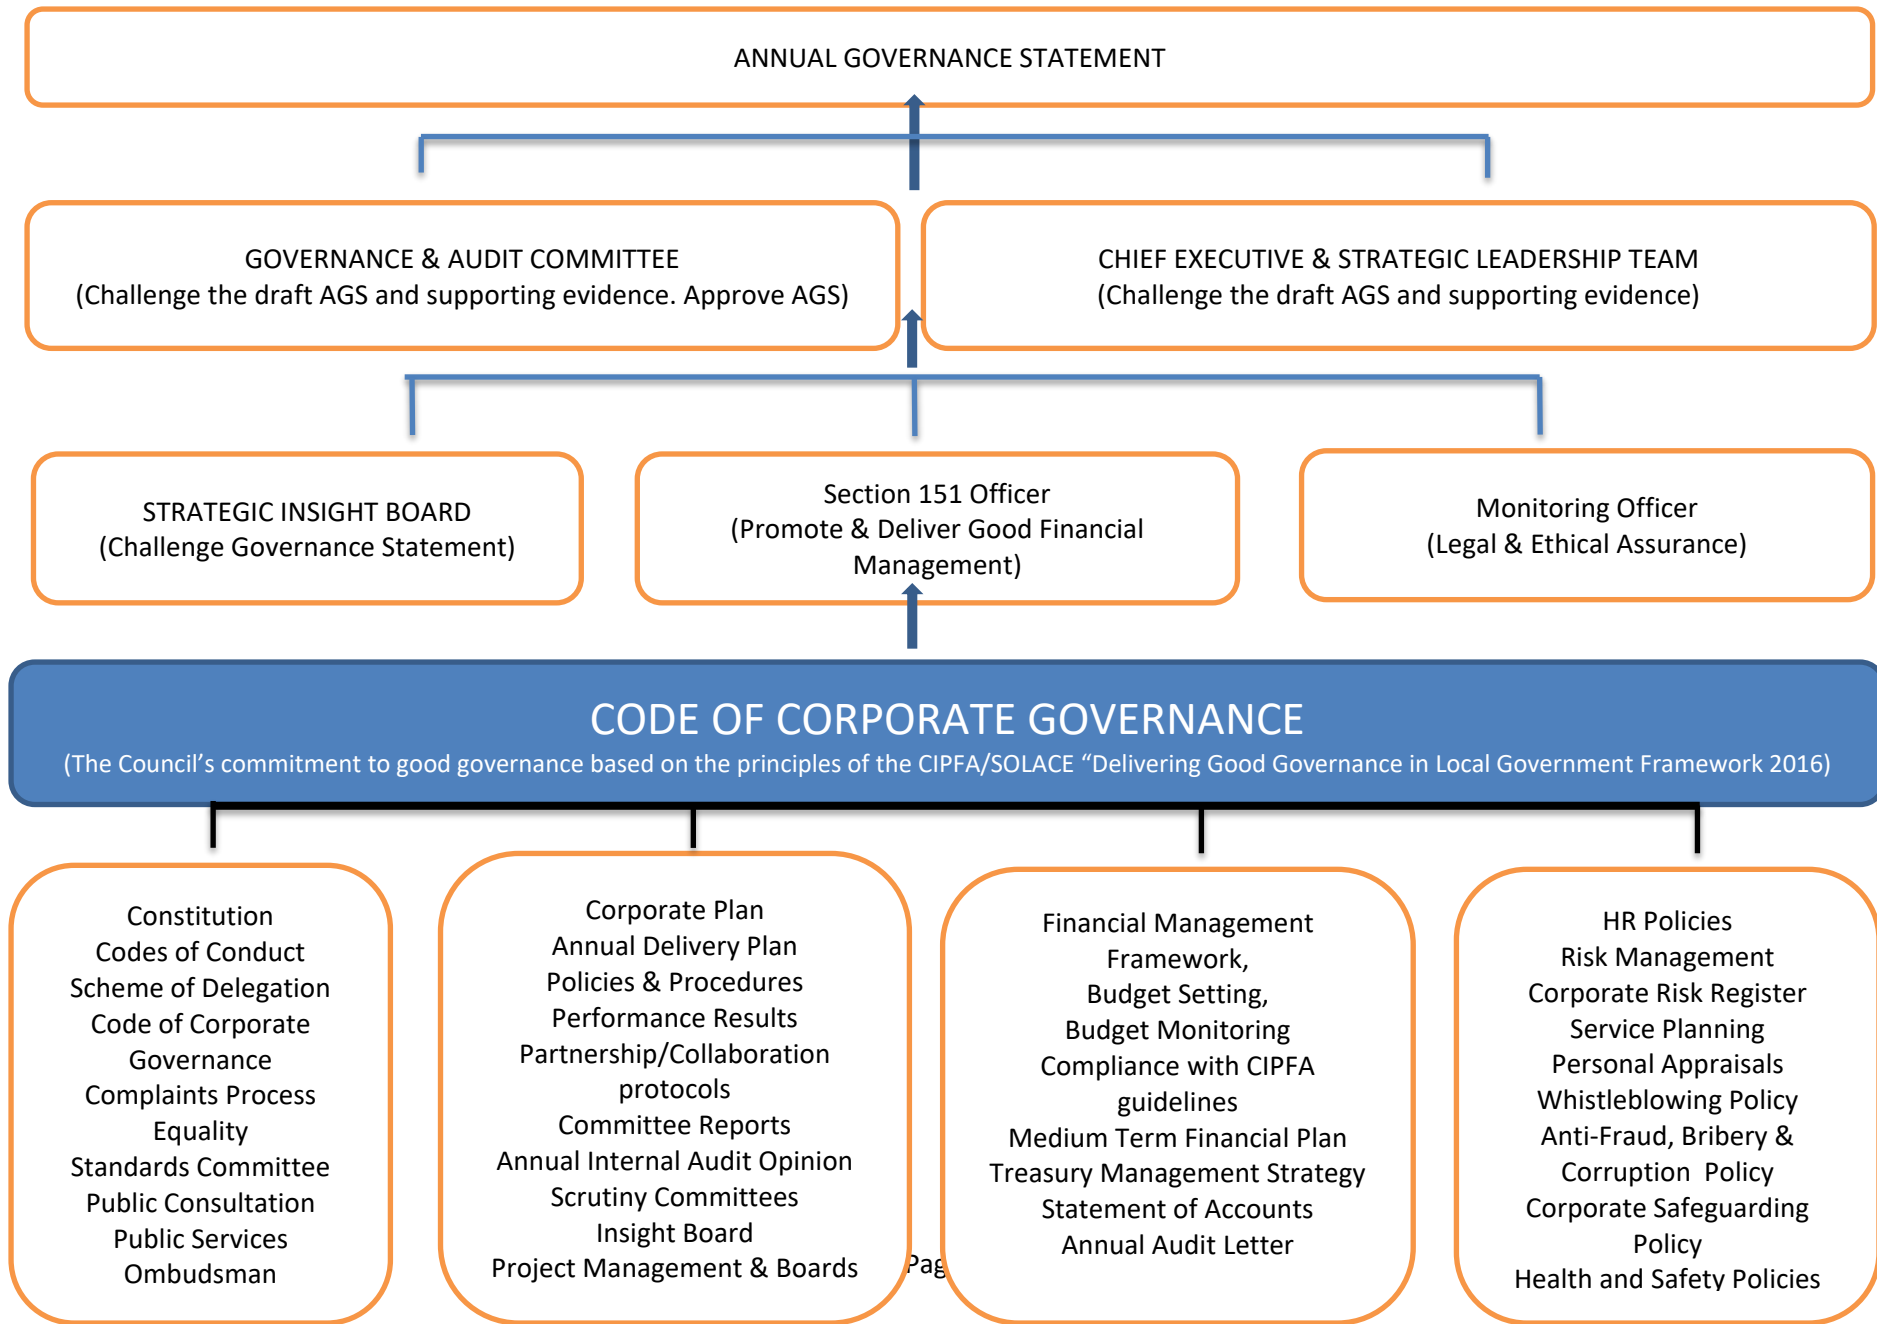 ANNUAL GOVERNANCE STATEMENT
GOVERNANCE & AUDIT COMMITTEE
(Challenge the draft AGS and supporting evidence. Approve AGS)
CHIEF EXECUTIVE & STRATEGIC LEADERSHIP TEAM
(Challenge the draft AGS and supporting evidence)
STRATEGIC INSIGHT BOARD
(Challenge Governance Statement)
Section 151 Officer
(Promote & Deliver Good Financial
Management)
Monitoring Officer
(Legal & Ethical Assurance)
CODE OF CORPORATE GOVERNANCE
(The Council’s commitment to good governance based on the principles of the CIPFA/SOLACE “Delivering Good Governance in Local Government Framework 2016)
Constitution
Codes of Conduct
Scheme of Delegation
Code of Corporate
Governance
Complaints Process
Equality
Standards Committee
Public Consultation
Public Services
Ombudsman
Corporate Plan
Annual Delivery Plan
Policies & Procedures
Performance Results
Partnership/Collaboration
protocols
Committee Reports
Annual Internal Audit Opinion
Scrutiny Committees
Insight Board
Project Management & Boards
Financial Management
Framework,
Budget Setting,
Budget Monitoring
Compliance with CIPFA
guidelines
Medium Term Financial Plan
Treasury Management Strategy
Statement of Accounts
Annual Audit Letter
HR Policies
Risk Management
Corporate Risk Register
Service Planning
Personal Appraisals
Whistleblowing Policy
Anti-Fraud, Bribery &
Corruption Policy
Corporate Safeguarding
Policy
Health and Safety Policies